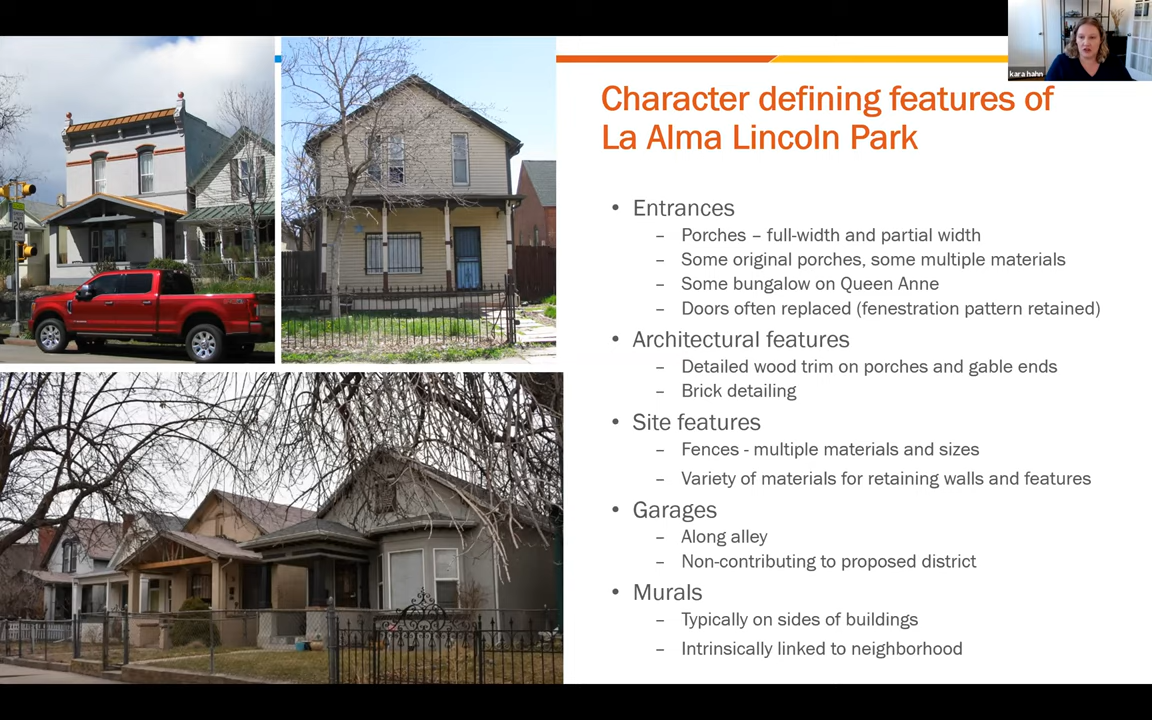 kara hahn
Character defining features of
La Alma Lincoln Park
• Entrances
– Porches – full-width and partial width
– Some original porches, some multiple materials
– Some bungalow on Queen Anne
– Doors often replaced (fenestration pattern retained)
• Architectural features
– Detailed wood trim on porches and gable ends
– Brick detailing
• Site features
– Fences - multiple materials and sizes
– Variety of materials for retaining walls and features
• Garages
– Along alley
– Non-contributing to proposed district
• Murals
– Typically on sides of buildings
– Intrinsically linked to neighborhood
20